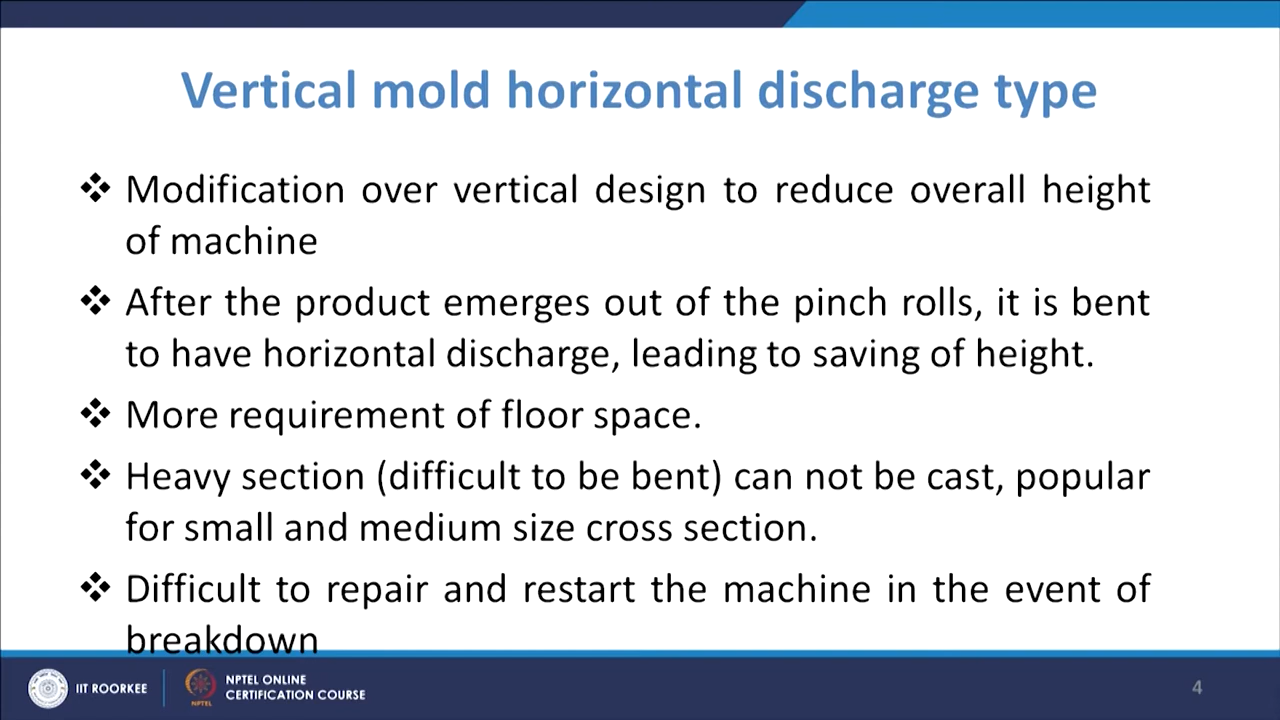 Vertical mold horizontal discharge type
❖ Modification over vertical design to reduce overall height
of machine
❖ After the product emerges out of the pinch rolls, it is bent
to have horizontal discharge, leading to saving of height.
❖ More requirement of floor space.
❖ Heavy section (difficult to be bent) can not be cast, popular
for small and medium size cross section.
❖ Difficult to repair and restart the machine in the event of
breakdown
IIT ROORKEE
NPTEL
NPTEL ONLINE
CERTIFICATION COURSE
4